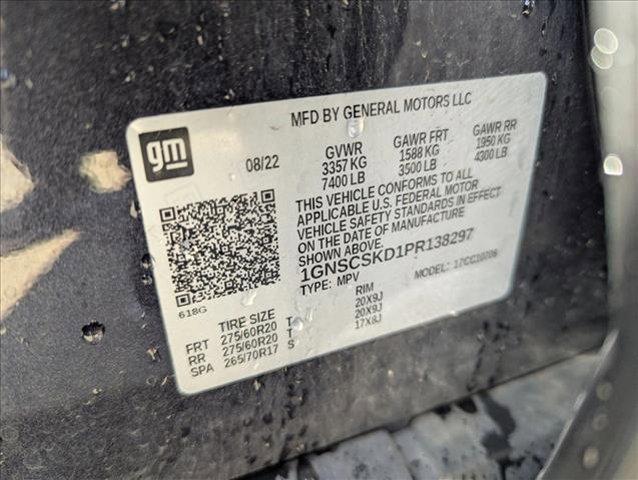 MFD BY GENERAL MOTORS LLC
gm
08/22
GVWR GAWR FRT GAWR RR
3357 KG 1588 KG 1950 KG
7400 LB 3500 LB 4300 LB
THIS VEHICLE CONFORMS TO ALL
APPLICABLE U.S. FEDERAL MOTOR
VEHICLE SAFETY STANDARDS IN EFFECT
ON THE DATE OF MANUFACTURE
SHOWN ABOVE.
1GNSCSKD1PR138297
TYPE: MPV MODEL: 1?CC10706
618G
TIRE SIZE RIM
FRT 275/60R20 T 20X9J
RR 275/60R20 T 20X9J
SPA 265/70R17 S 17X8J